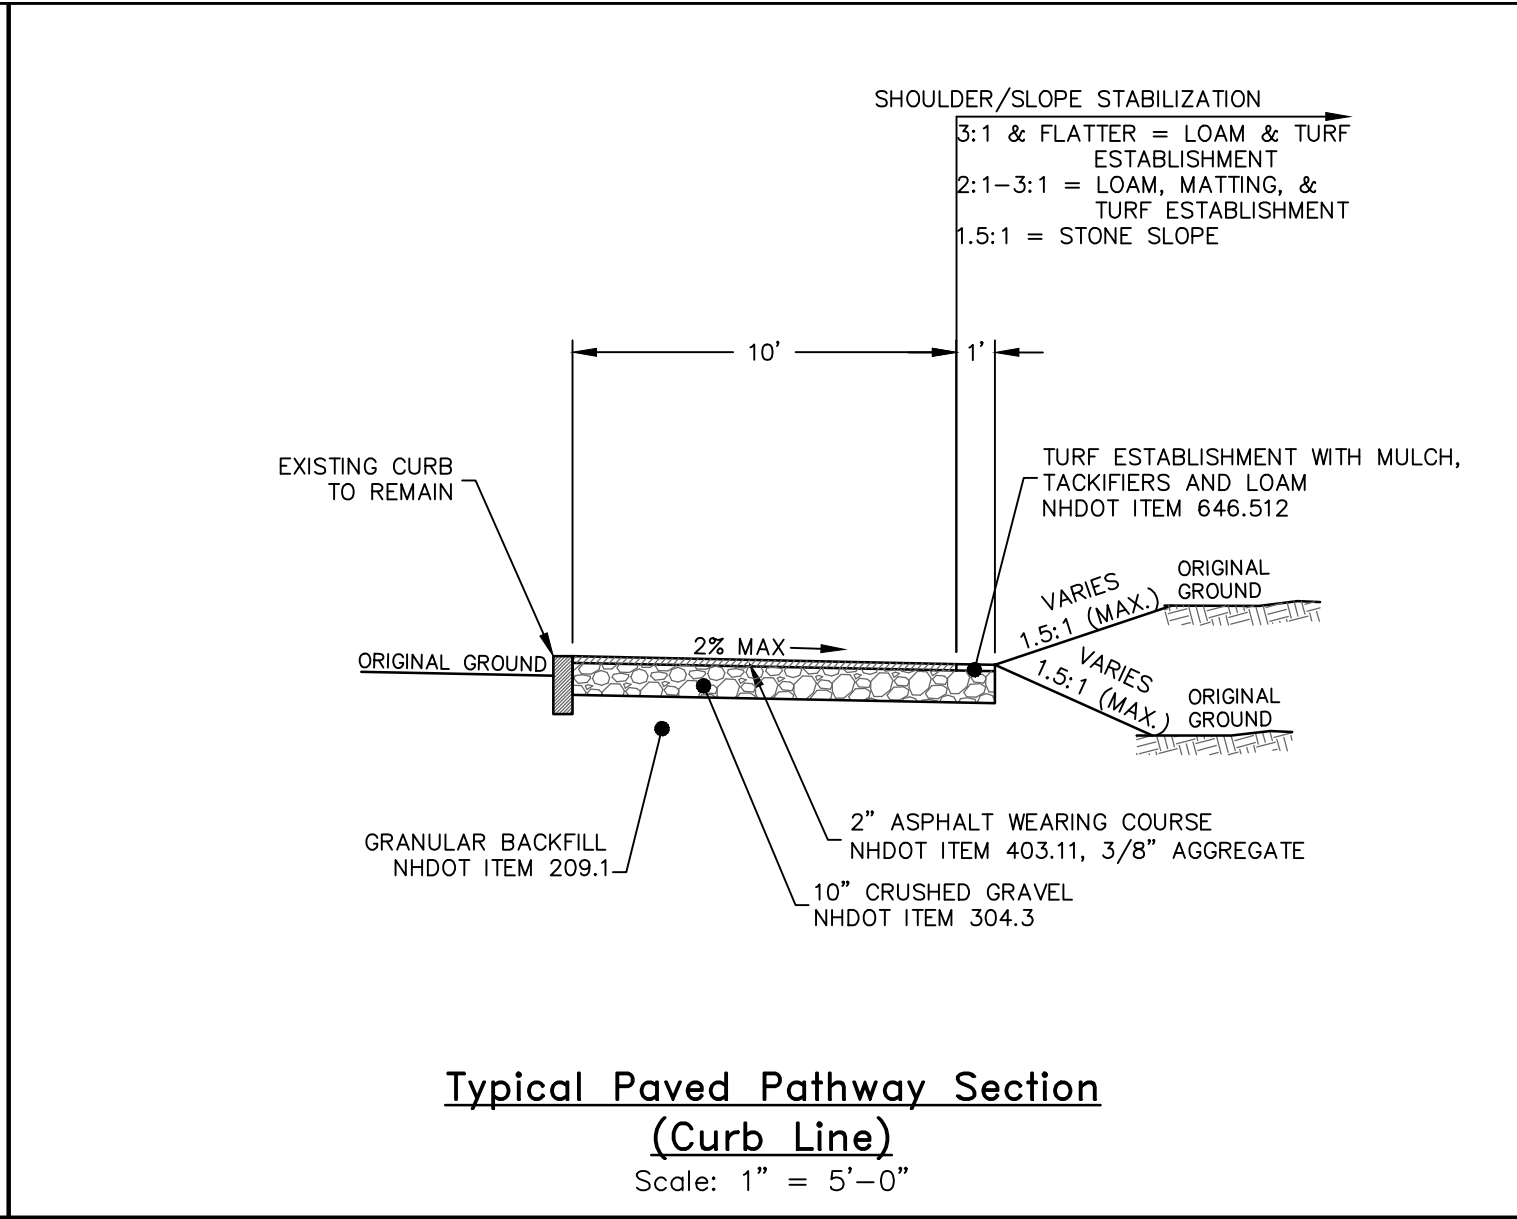 SHOULDER/SLOPE STABILIZATION
3:1 & FLATTER = LOAM & TURF
ESTABLISHMENT
2:1-3:1 = LOAM, MATTING, &
TURF ESTABLISHMENT
1.5:1 = STONE SLOPE
10'
1'
EXISTING CURB
TO REMAIN
TURF ESTABLISHMENT WITH MULCH,
TACKIFIERS AND LOAM
NHDOT ITEM 646.512
VARIES
1.5:1 (MAX.)
ORIGINAL
GROUND
2% MAX
ORIGINAL GROUND
VARIES
1.5:1 (MAX.)
ORIGINAL
GROUND
GRANULAR BACKFILL
NHDOT ITEM 209.1
2" ASPHALT WEARING COURSE
NHDOT ITEM 403.11, 3/8" AGGREGATE
10" CRUSHED GRAVEL
NHDOT ITEM 304.3
Typical Paved Pathway Section
(Curb Line)
Scale: 1" = 5'-0"